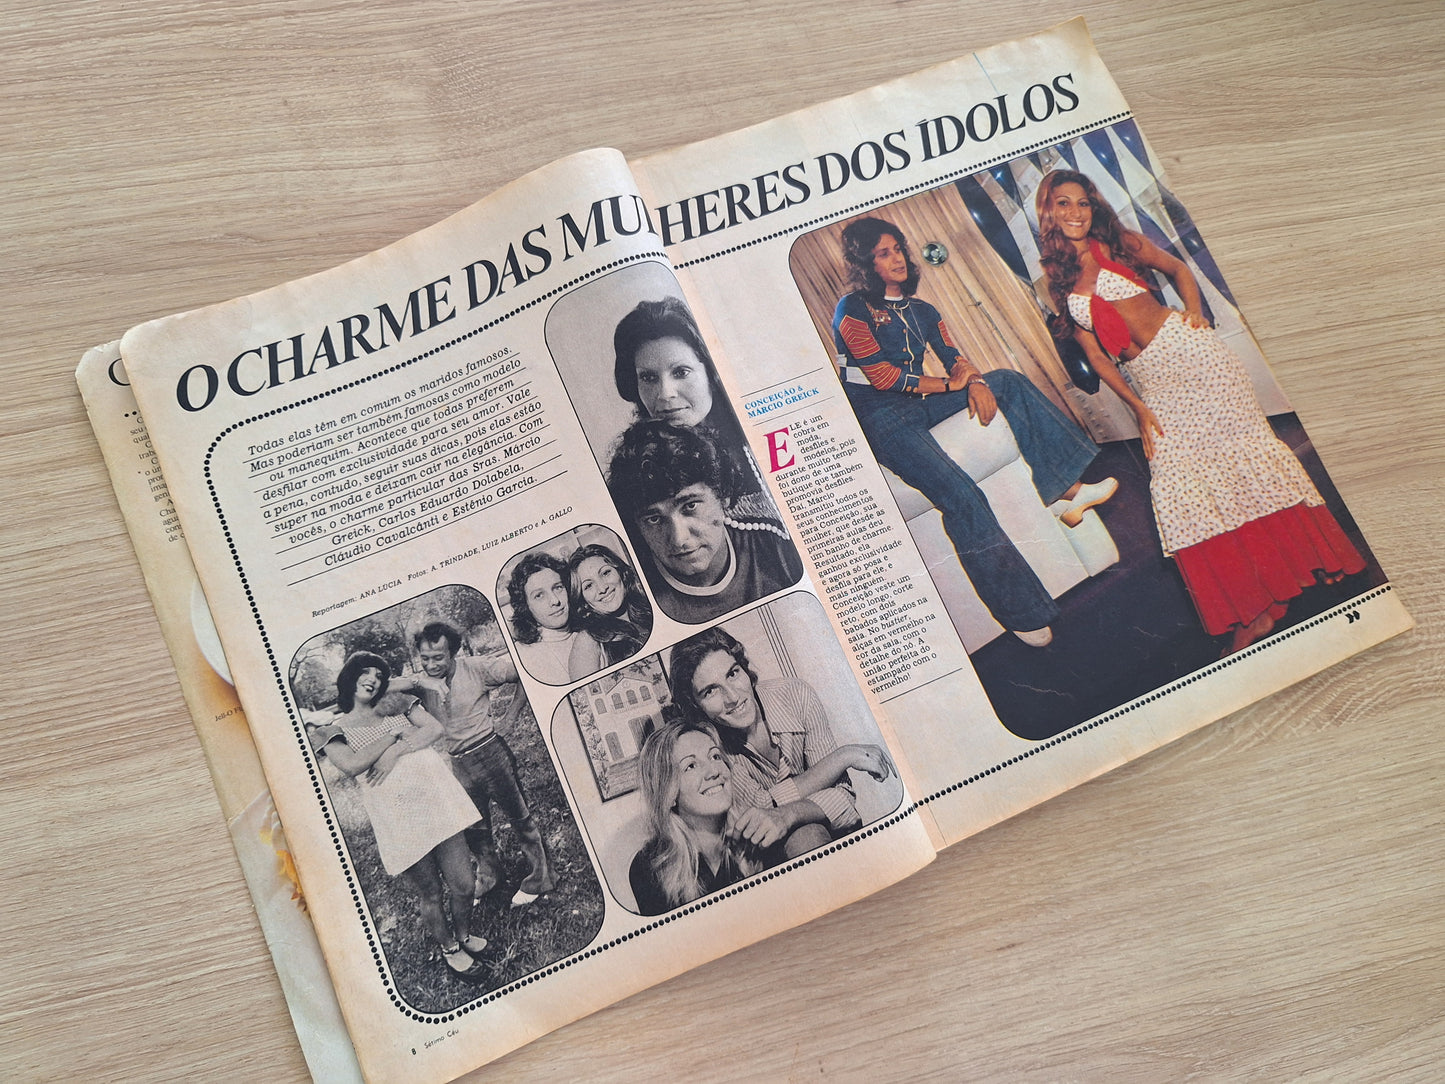 O CHARME DAS MULHERES DOS ÍDOLOS
Todas elas têm em comum os maridos famosos.
Mas poderiam ser também famosas como modelo
ou manequim. Acontece que todas preferem
desfilar com exclusividade para seu amor. Vale
a pena, contudo, seguir suas dicas, pois elas estão
super na moda e deixam cair na elegância. Com
vocês, o charme particular das Sras. Márcio
Greick, Carlos Eduardo Dolabela,
Cláudio Cavalcânti e Estênio Garcia.
Reportagem: ANA LÚCIA Fotos: A. TRINDADE, LUIZ ALBERTO e A. GALLO
8 Sétimo Céu
CONCEIÇÃO &
MÁRCIO GREICK
ELE é um
cobra em
moda,
desfiles e
modelos, pois
durante muito tempo
foi dono de uma
butique que também
promovia desfiles.
Daí, Márcio
transmitiu todos os
seus conhecimentos
para Conceição, sua
mulher, que desde as
primeiras aulas deu
um banho de charme.
Resultado, ela
ganhou exclusividade
e agora só posa e
desfila para ele, e
mais ninguém.
Conceição veste um
modelo longo, corte
reto, com dois
babados aplicados na
saia. No bustier,
alças em vermelho na
cor da saia, com o
detalhe do nó. A
união perfeita do
estampado com o
vermelho!